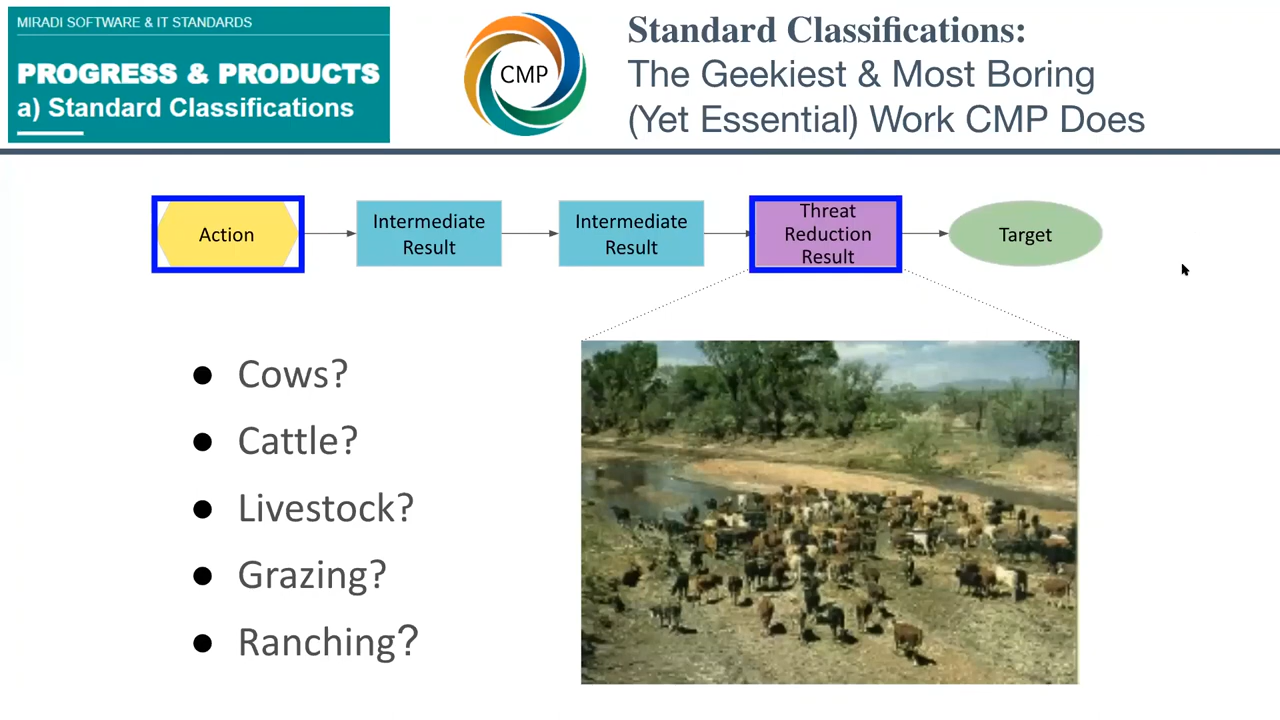 MIRADI SOFTWARE & IT STANDARDS
PROGRESS & PRODUCTS
a) Standard Classifications
CMP
Standard Classifications:
The Geekiest & Most Boring
(Yet Essential) Work CMP Does
Action
Intermediate
Result
Intermediate
Result
Threat
Reduction
Result
Target
● Cows?
● Cattle?
● Livestock?
● Grazing?
● Ranching?